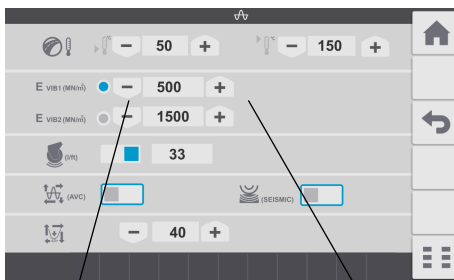 − 50 + − 150 +
E VIB1 (MN/m²) − 500 +
E VIB2 (MN/m²) − 1500 +
(I/ft) 33
(AVC) (SEISMIC)
− 40 +